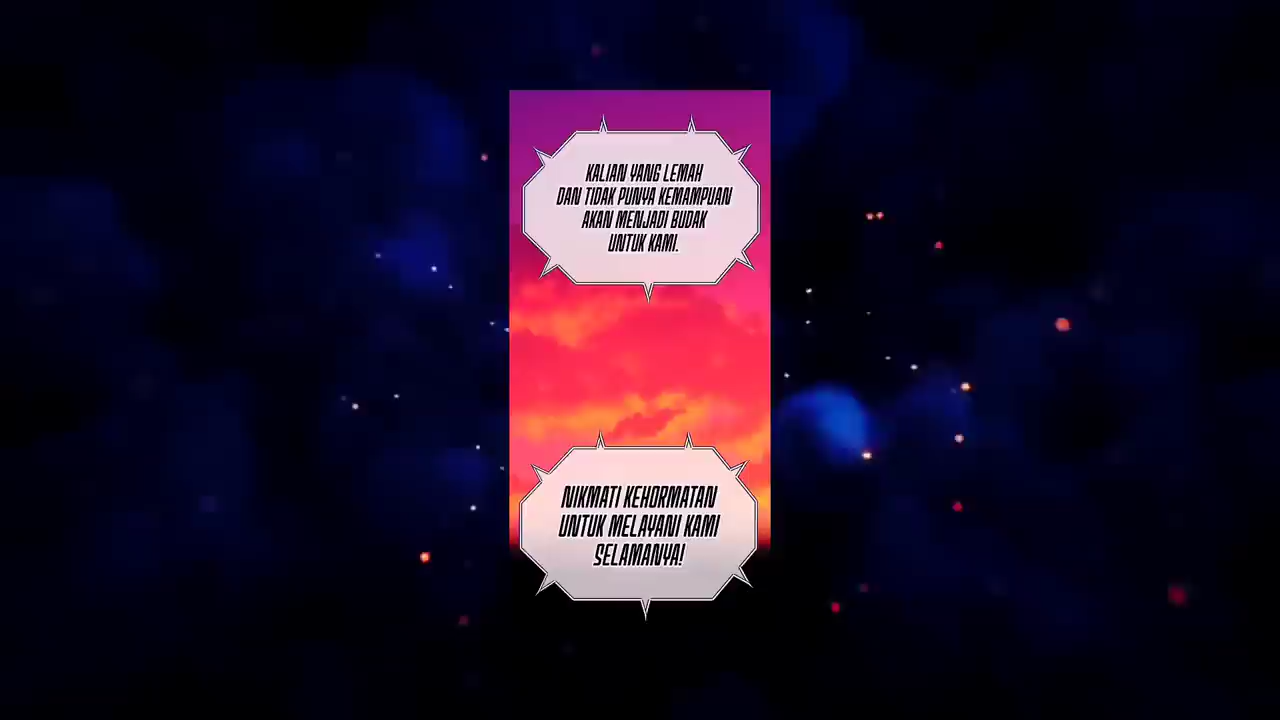 KALIAN YANG LEMAH
DAN TIDAK PUNYA KEMAMPUAN
AKAN MENJADI BUDAK
UNTUK KAMI.
NIKMATI KEHORMATAN
UNTUK MELAYANI KAMI
SELAMANYA!